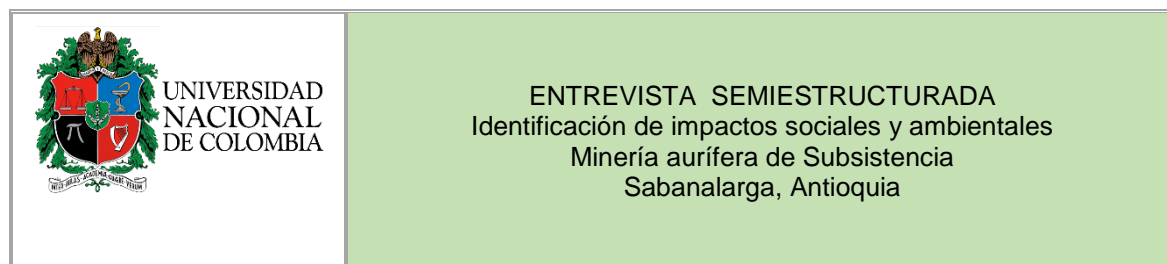 UNIVERSIDAD
NACIONAL
DE COLOMBIA
ENTREVISTA SEMIESTRUCTURADA
Identificación de impactos sociales y ambientales
Minería aurífera de Subsistencia
Sabanalarga, Antioquia